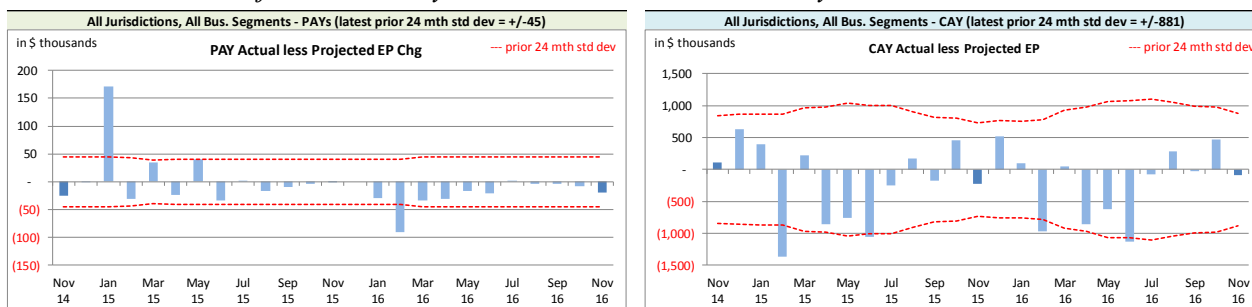 All Jurisdictions, All Bus. Segments - PAYs (latest prior 24 mth std dev = +/-45)
in $ thousands
PAY Actual less Projected EP Chg
--- prior 24 mth std dev
200
150
100
50
-
(50)
(100)
(150)
Nov 14 Jan 15 Mar 15 May 15 Jul 15 Sep 15 Nov 15 Jan 16 Mar 16 May 16 Jul 16 Sep 16 Nov 16
All Jurisdictions, All Bus. Segments - CAY (latest prior 24 mth std dev = +/-881)
in $ thousands
CAY Actual less Projected EP
--- prior 24 mth std dev
1,500
1,000
500
-
(500)
(1,000)
(1,500)
Nov 14 Jan 15 Mar 15 May 15 Jul 15 Sep 15 Nov 15 Jan 16 Mar 16 May 16 Jul 16 Sep 16 Nov 16